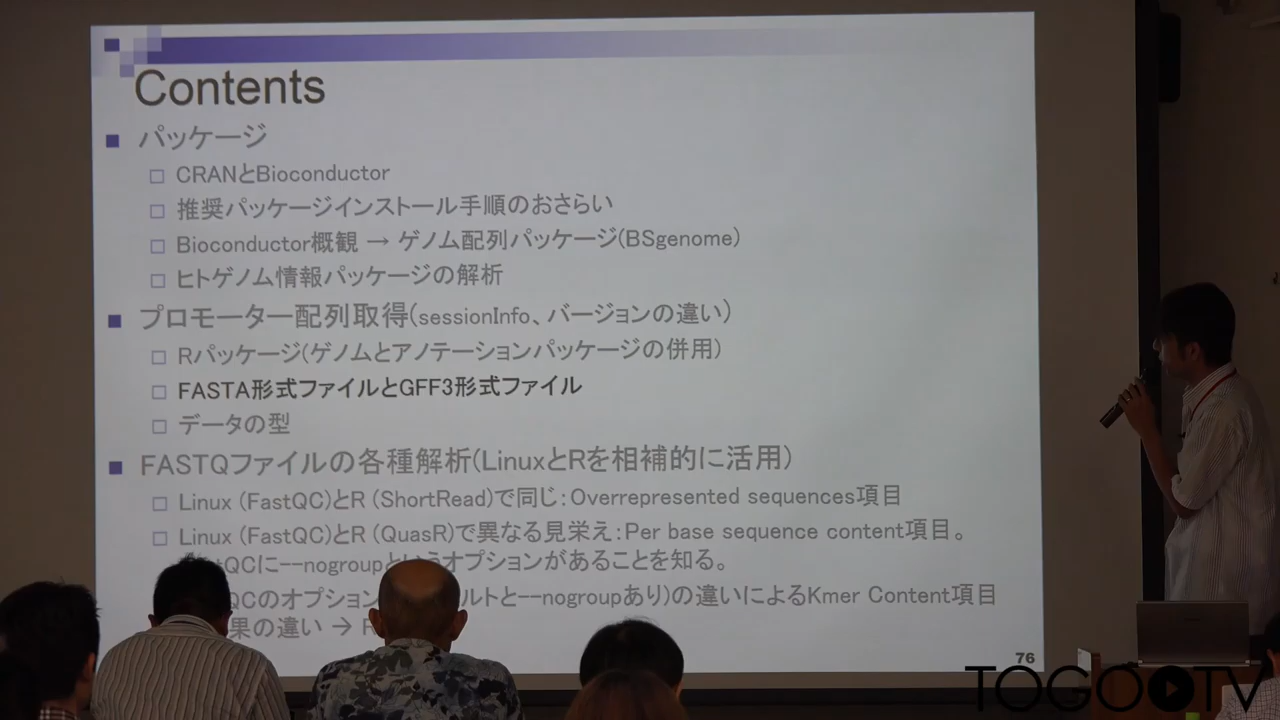 Contents
パッケージ
CRANとBioconductor
推奨パッケージインストール手順のおさらい
Bioconductor概観 → ゲノム配列パッケージ(BSgenome)
ヒトゲノム情報パッケージの解析
プロモーター配列取得(sessionInfo、バージョンの違い)
Rパッケージ(ゲノムとアノテーションパッケージの併用)
FASTA形式ファイルとGFF3形式ファイル
データの型
FASTQファイルの各種解析(LinuxとRを相補的に活用)
Linux (FastQC)とR (ShortRead)で同じ：Overrepresented sequences項目
Linux (FastQC)とR (QuasR)で異なる見栄え：Per base sequence content項目。
QCに--nogroupというオプションがあることを知る。
QCのオプション ルトと--nogroupあり)の違いによるKmer Content項目
果の違い →
76
TOGO TV